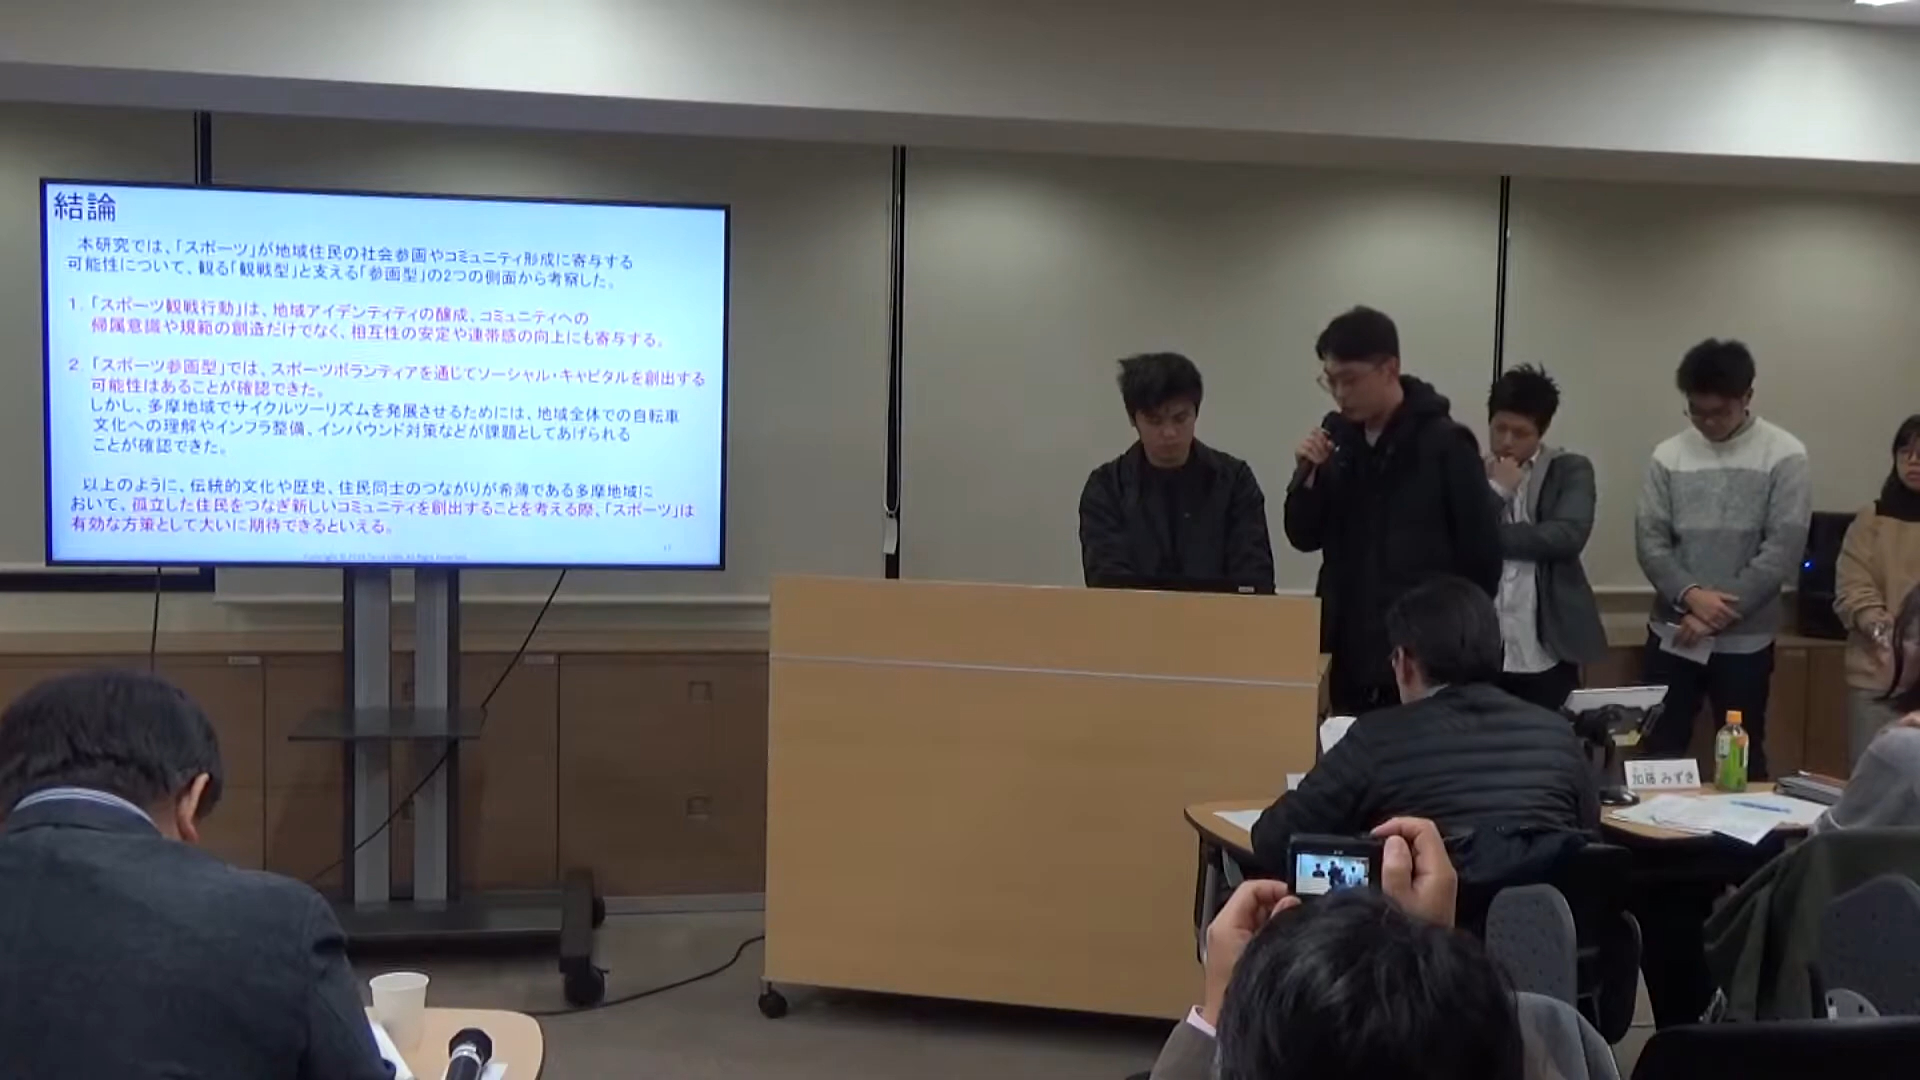 結論
本研究では、「スポーツ」が地域住民の社会参画やコミュニティ形成に寄与する
可能性について、観る「観戦型」と支える「参画型」の2つの側面から考察した。
1. 「スポーツ観戦行動」は、地域アイデンティティの醸成、コミュニティへの
帰属意識や規範の創造だけでなく、相互性の安定や連帯感の向上にも寄与する。
2. 「スポーツ参画型」では、スポーツボランティアを通じてソーシャル・キャピタルを創出する
可能性はあることが確認できた。
しかし、多摩地域でサイクルツーリズムを発展させるためには、地域全体での自転車
文化への理解やインフラ整備、インバウンド対策などが課題としてあげられる
ことが確認できた。
以上のように、伝統的文化や歴史、住民同士のつながりが希薄である多摩地域に
おいて、孤立した住民をつなぎ新しいコミュニティを創出することを考える際、「スポーツ」は
有効な方策として大いに期待できるといえる。
加藤 みずき